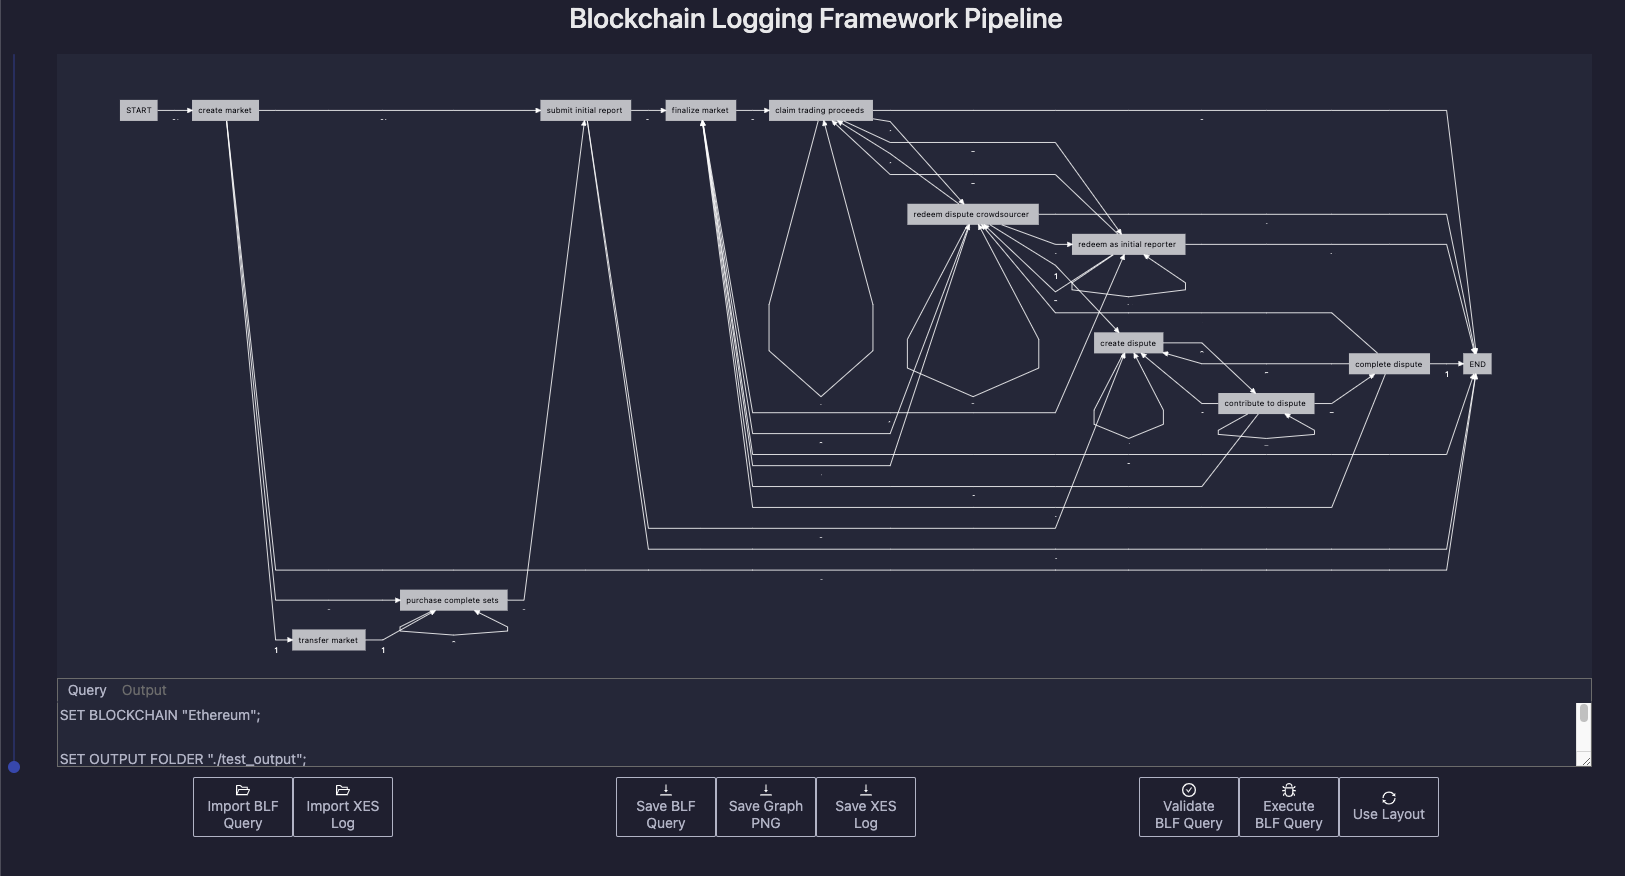 Blockchain Logging Framework Pipeline
START
create market
submit initial report
finalize market
claim trading proceeds
redeem dispute crowdsourcer
redeem as initial reporter
1
create dispute
complete dispute
END
1
contribute to dispute
purchase complete sets
transfer market
1
1
Query Output
SET BLOCKCHAIN "Ethereum";
SET OUTPUT FOLDER "./test_output";
Import BLF
Query
Import XES
Log
Save BLF
Query
Save Graph
PNG
Save XES
Log
Validate
BLF Query
Execute
BLF Query
Use Layout